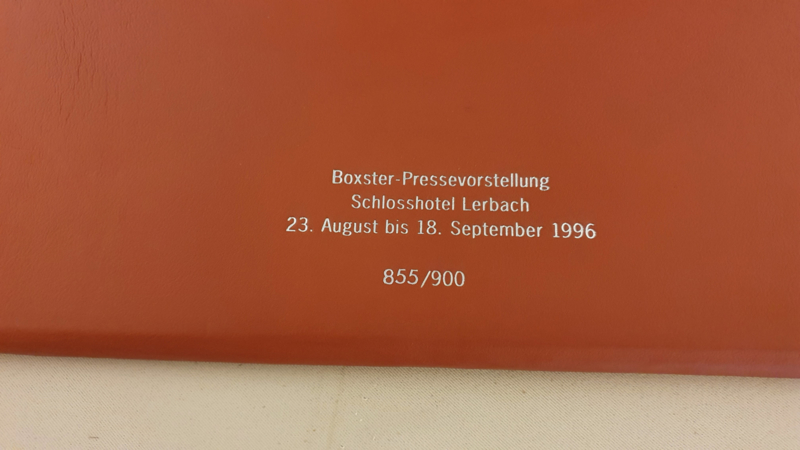 Boxster-Pressevorstellung
Schlosshotel Lerbach
23. August bis 18. September 1996
855/900